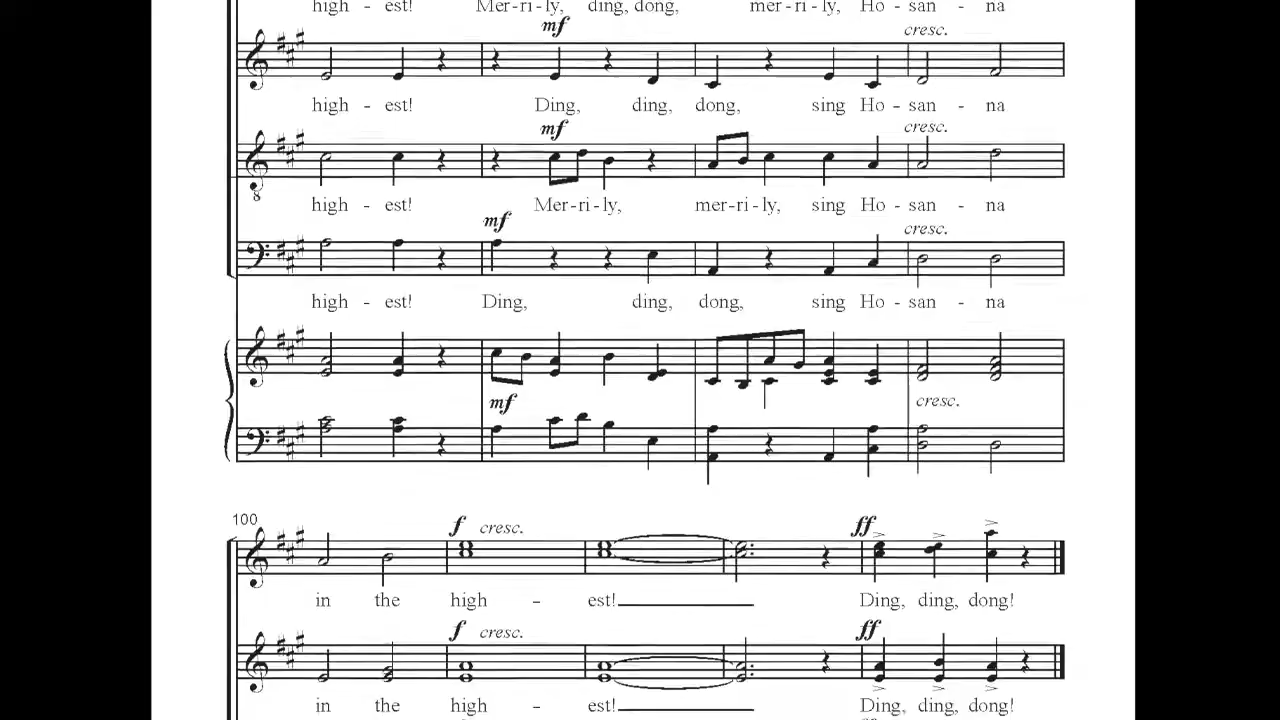 high - est! Mer-ri-ly, ding, dong, mer-ri-ly, Ho-san - na
mf cresc.
high - est! Ding, ding, dong, sing Ho-san - na
mf cresc.
8
high - est! Mer-ri-ly, mer-ri-ly, sing Ho-san - na
mf cresc.
high - est! Ding, ding, dong, sing Ho-san - na
mf cresc.
100
f cresc. ff
in the high - est! Ding, ding, dong!
f cresc. ff
in the high - est! Ding, ding, dong!